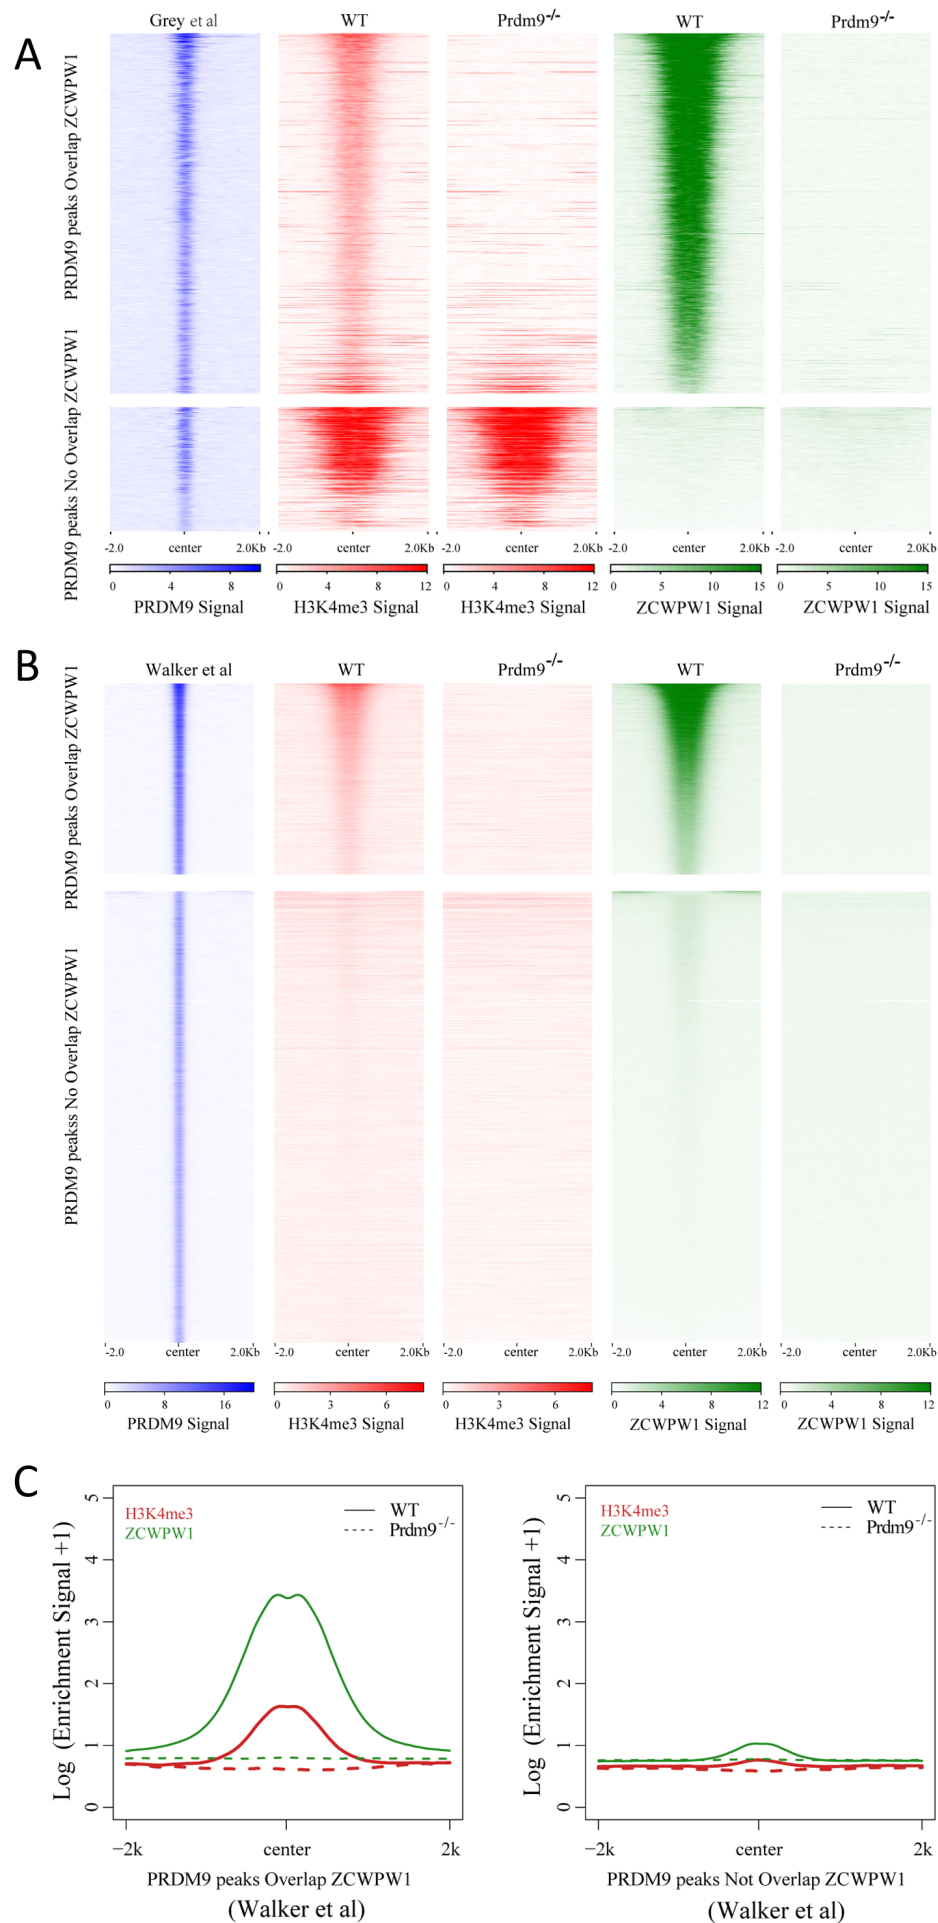 A
Grey et al
WT
Prdm9-/-
WT
Prdm9-/-
PRDM9 peaks Overlap ZCWPW1
PRDM9 peaks No Overlap ZCWPW1
-2.0 center 2.0Kb
-2.0 center 2.0Kb
-2.0 center 2.0Kb
-2.0 center 2.0Kb
-2.0 center 2.0Kb
0 4 8
0 4 8 12
0 4 8 12
0 5 10 15
0 5 10 15
PRDM9 Signal
H3K4me3 Signal
H3K4me3 Signal
ZCWPW1 Signal
ZCWPW1 Signal
B
Walker et al
WT
Prdm9-/-
WT
Prdm9-/-
PRDM9 peaks Overlap ZCWPW1
PRDM9 peakss No Overlap ZCWPW1
-2.0 center 2.0Kb
-2.0 center 2.0Kb
-2.0 center 2.0Kb
-2.0 center 2.0Kb
-2.0 center 2.0Kb
0 8 16
0 3 6
0 3 6
0 4 8 12
0 4 8 12
PRDM9 Signal
H3K4me3 Signal
H3K4me3 Signal
ZCWPW1 Signal
ZCWPW1 Signal
C
Log (Enrichment Signal +1)
5
4
3
2
1
0
H3K4me3
ZCWPW1
WT
Prdm9-/-
−2k center 2k
PRDM9 peaks Overlap ZCWPW1
(Walker et al)
Log (Enrichment Signal +1)
5
4
3
2
1
0
H3K4me3
ZCWPW1
WT
Prdm9-/-
−2k center 2k
PRDM9 peaks Not Overlap ZCWPW1
(Walker et al)